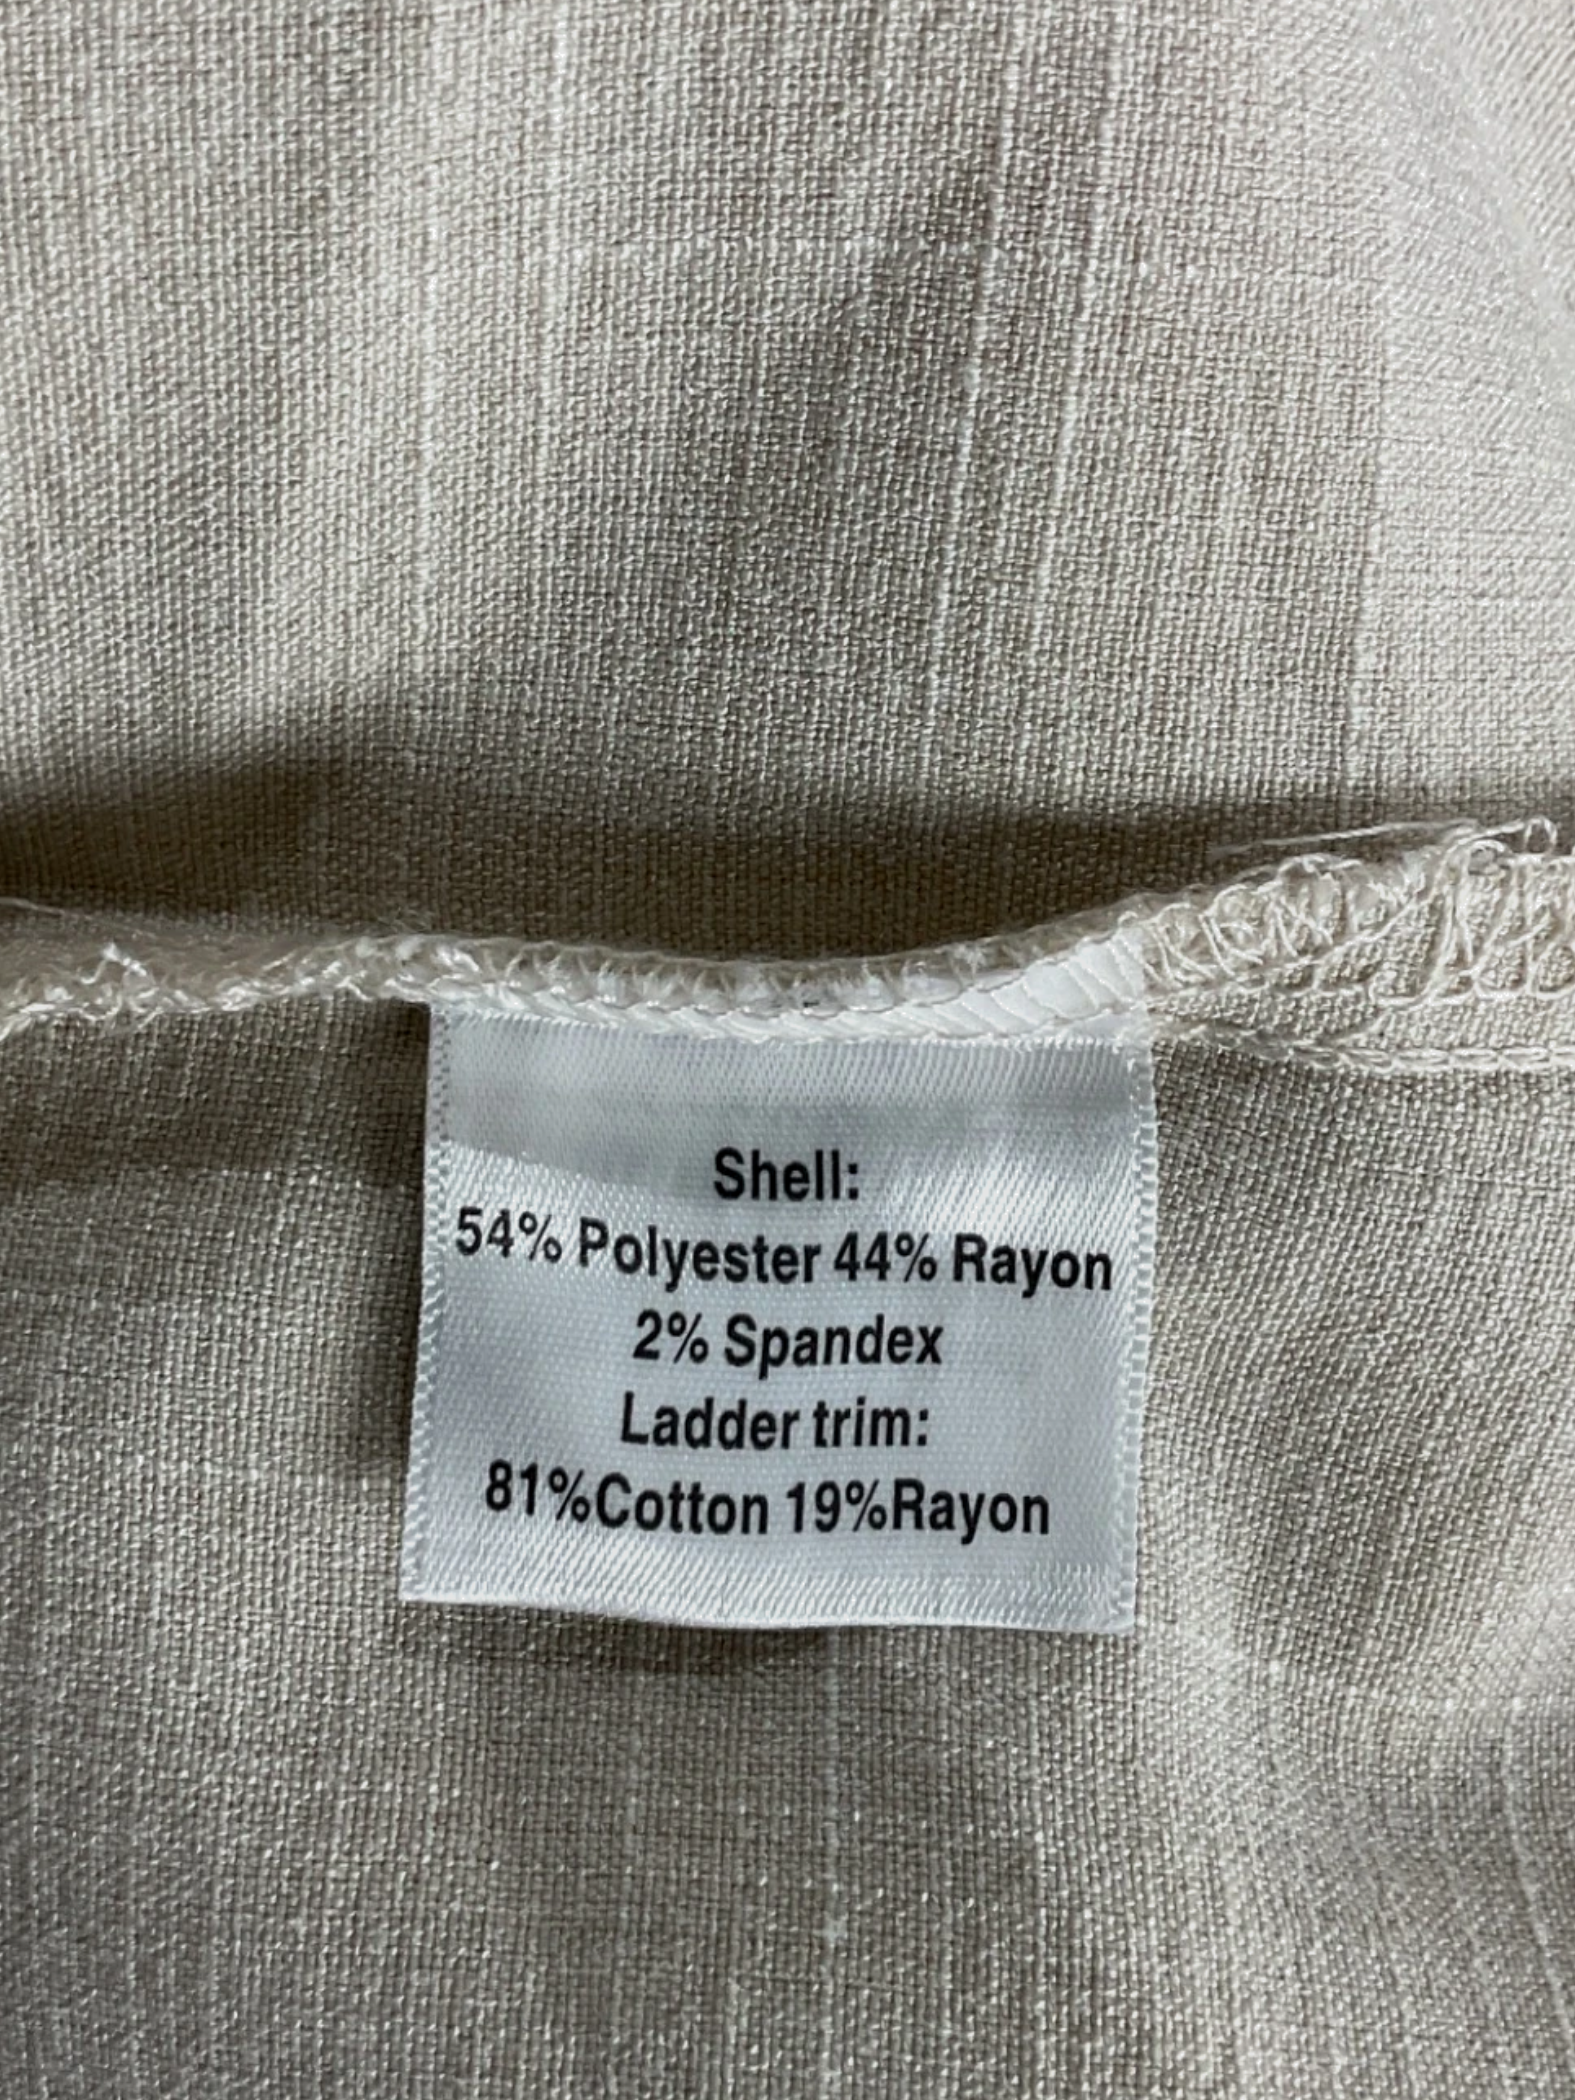 Shell:
54% Polyester 44% Rayon
2% Spandex
Ladder trim:
81%Cotton 19%Rayon